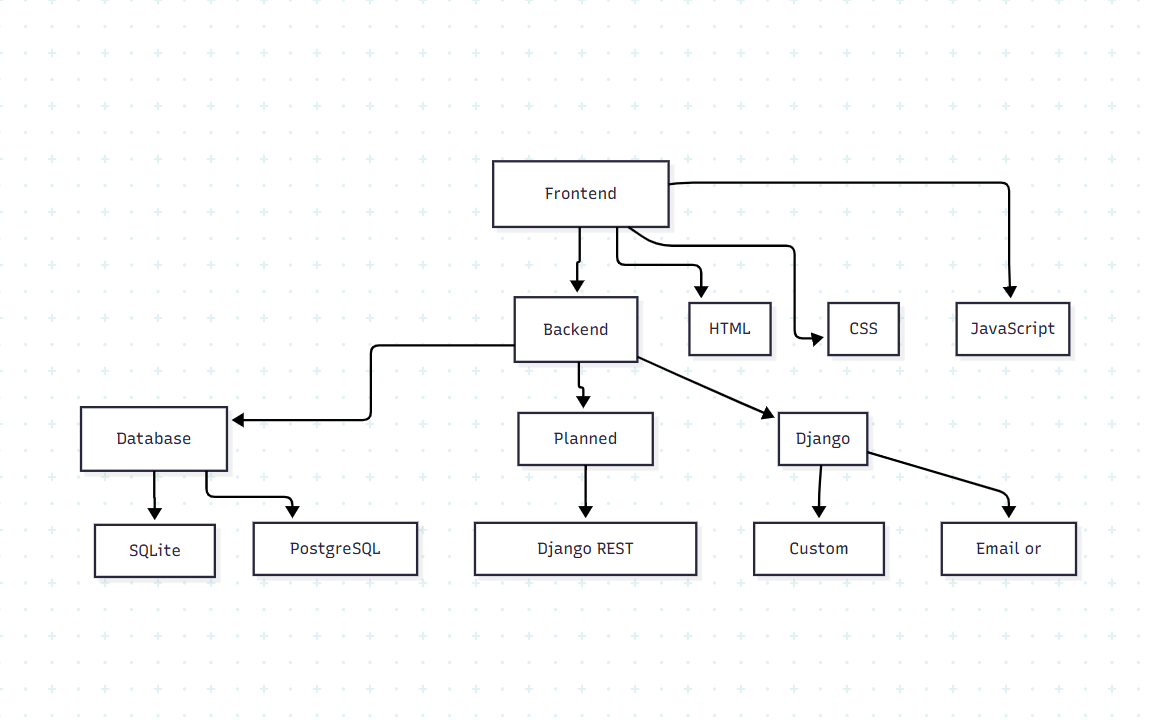 Frontend
Backend
HTML
CSS
JavaScript
Database
Planned
Django
SQLite
PostgreSQL
Django REST
Custom
Email or